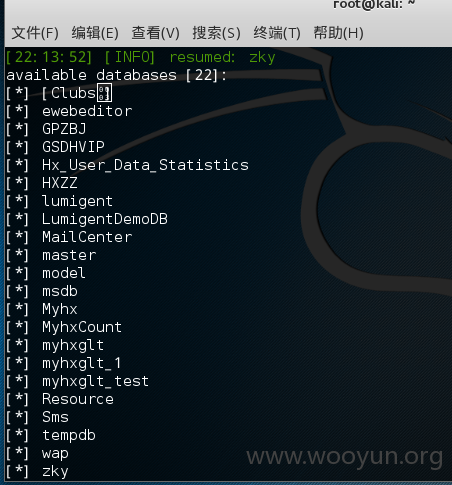 root@kali: ~
文件(F) 编辑(E) 查看(V) 搜索(S) 终端(T) 帮助(H)
[22:13:52] [INFO] resumed: zky
available databases [22]:
[*] [Clubs]
[*] ewebeditor
[*] GPZBJ
[*] GSDHVIP
[*] Hx_User_Data_Statistics
[*] HXZZ
[*] lumigent
[*] LumigentDemoDB
[*] MailCenter
[*] master
[*] model
[*] msdb
[*] Myhx
[*] MyhxCount
[*] myhxglt
[*] myhxglt_1
[*] myhxglt_test
[*] Resource
[*] Sms
[*] tempdb
[*] wap
[*] zky
www.wooyun.org